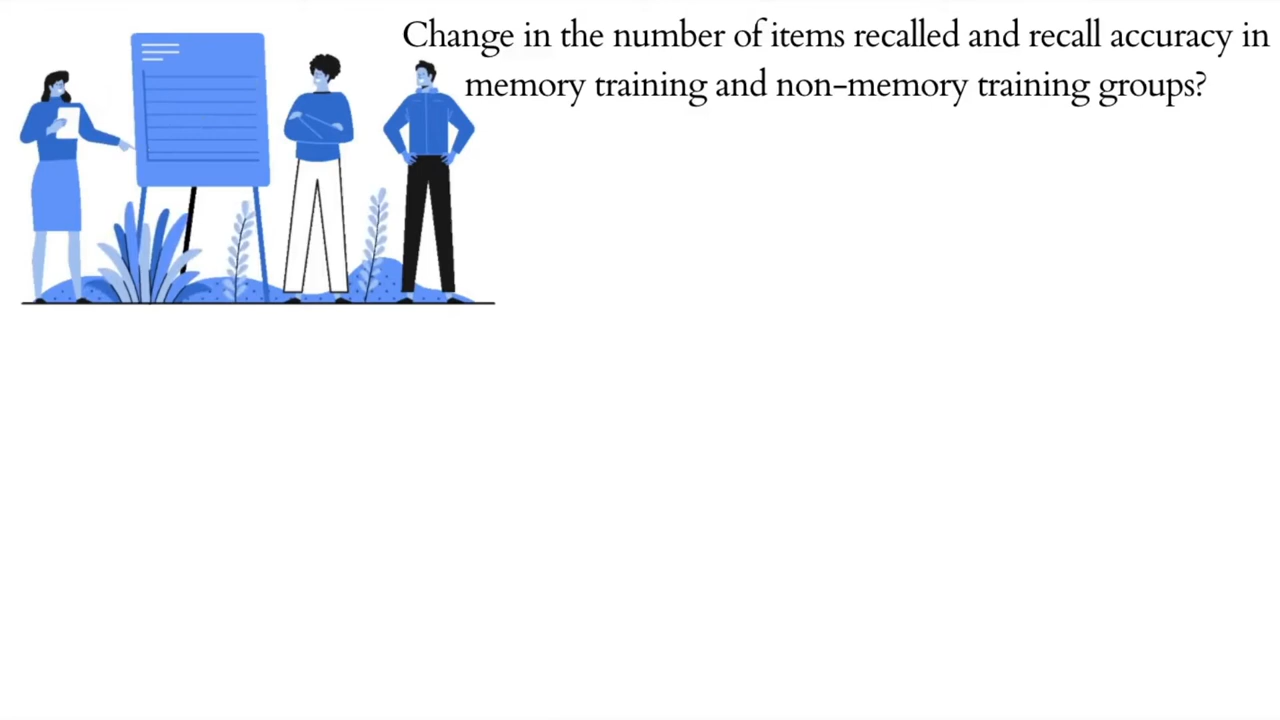 Change in the number of items recalled and recall accuracy in
memory training and non-memory training groups?